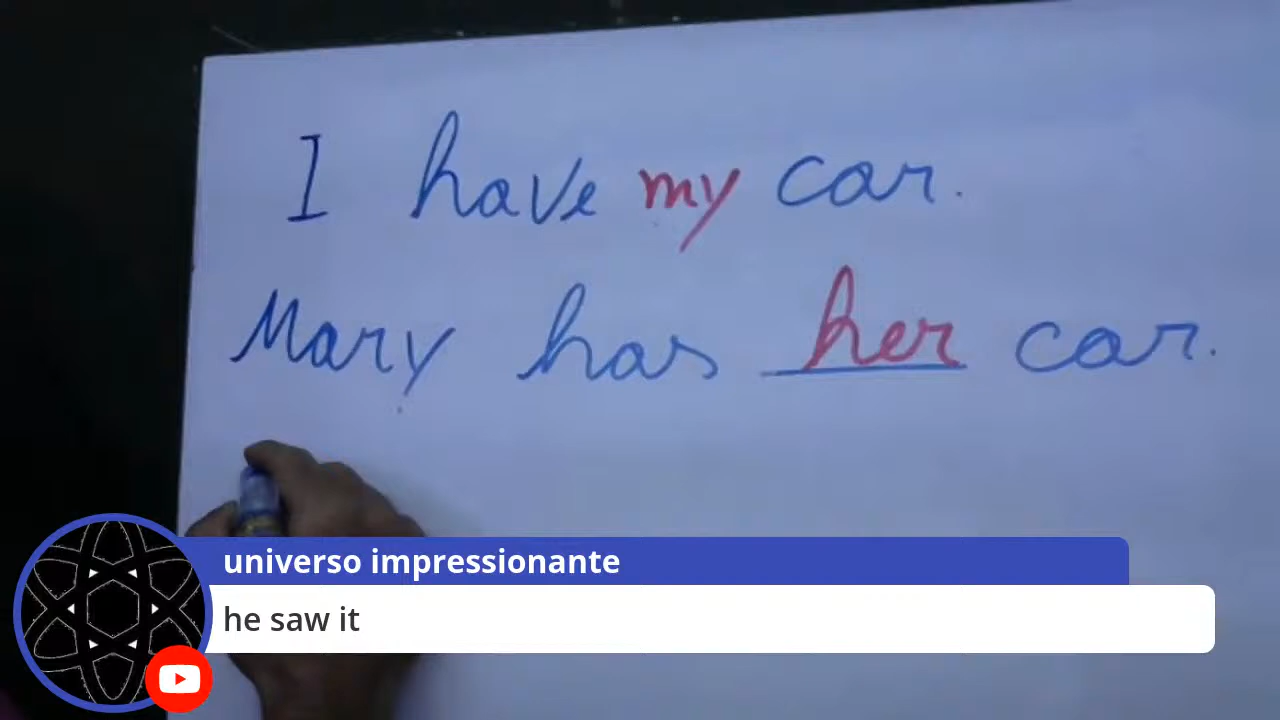 I have my car.
Mary has her car.
universo impressionante
he saw it